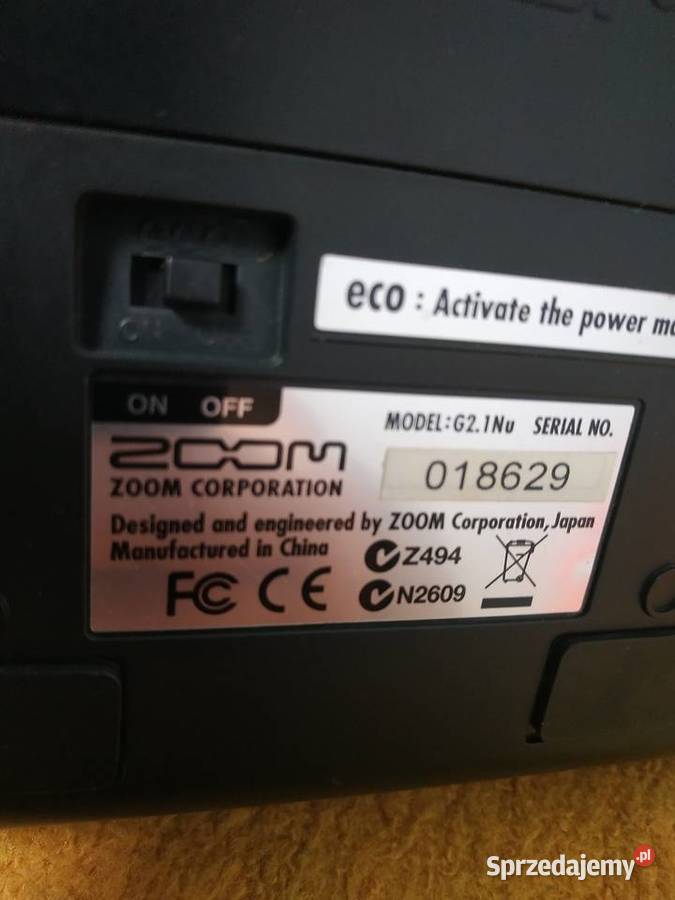 eco : Activate the power
ON OFF
MODEL:G2.1Nu SERIAL NO.
ZOOM
018629
ZOOM CORPORATION
Designed and engineered by ZOOM Corporation, Japan
Manufactured in China
Z494
FC CE
N2609
Sprzedajemy.pl